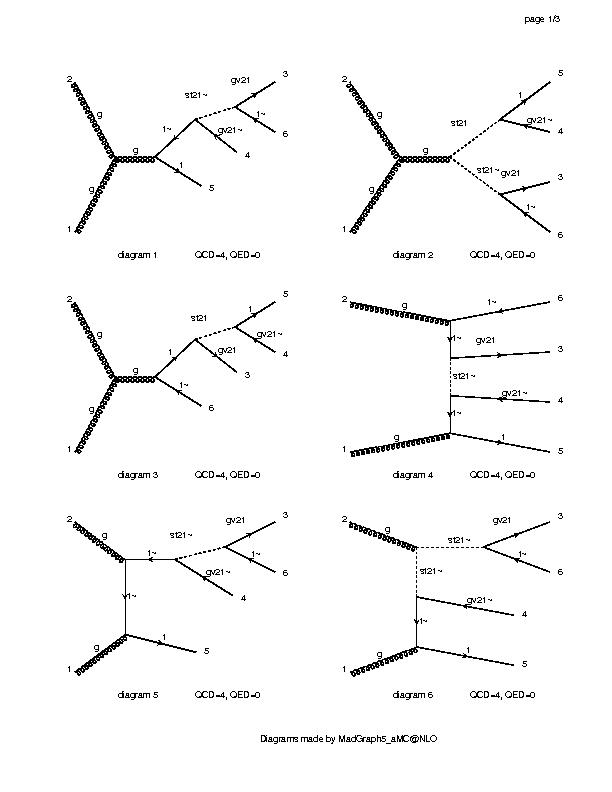 page 1/3
2
g
g
1
g
1~
st21~
gv21
3
1~
6
gv21~
4
1
5
diagram 1 QCD=4, QED=0
2
g
g
1
g
st21
1
5
gv21~
4
st21~
gv21
3
1~
6
diagram 2 QCD=4, QED=0
2
g
g
1
g
1
st21
1
5
gv21~
4
gv21
3
1~
6
diagram 3 QCD=4, QED=0
2
g
1~
6
1~
gv21
3
st21~
gv21~
4
1~
g
1
1
5
diagram 4 QCD=4, QED=0
2
g
1~
st21~
gv21
3
1~
6
gv21~
4
1~
g
1
1
5
diagram 5 QCD=4, QED=0
2
g
st21~
gv21
3
1~
6
st21~
gv21~
4
1~
g
1
1
5
diagram 6 QCD=4, QED=0
Diagrams made by MadGraph5_aMC@NLO